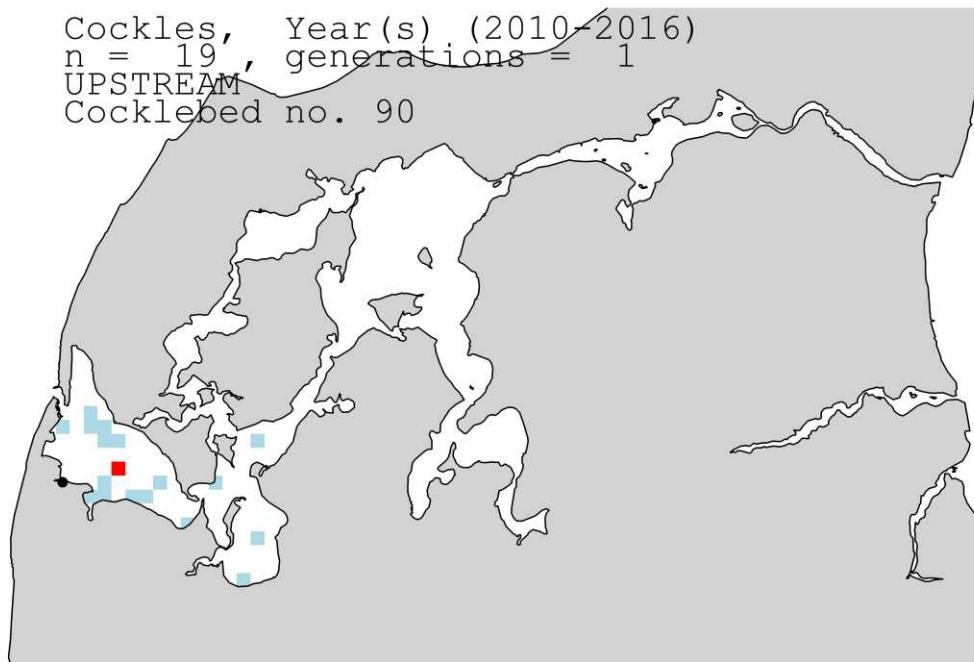 Cockles, Year(s) (2010-2016)
n = 19 , generations = 1
UPSTREAM
Cocklebed no. 90